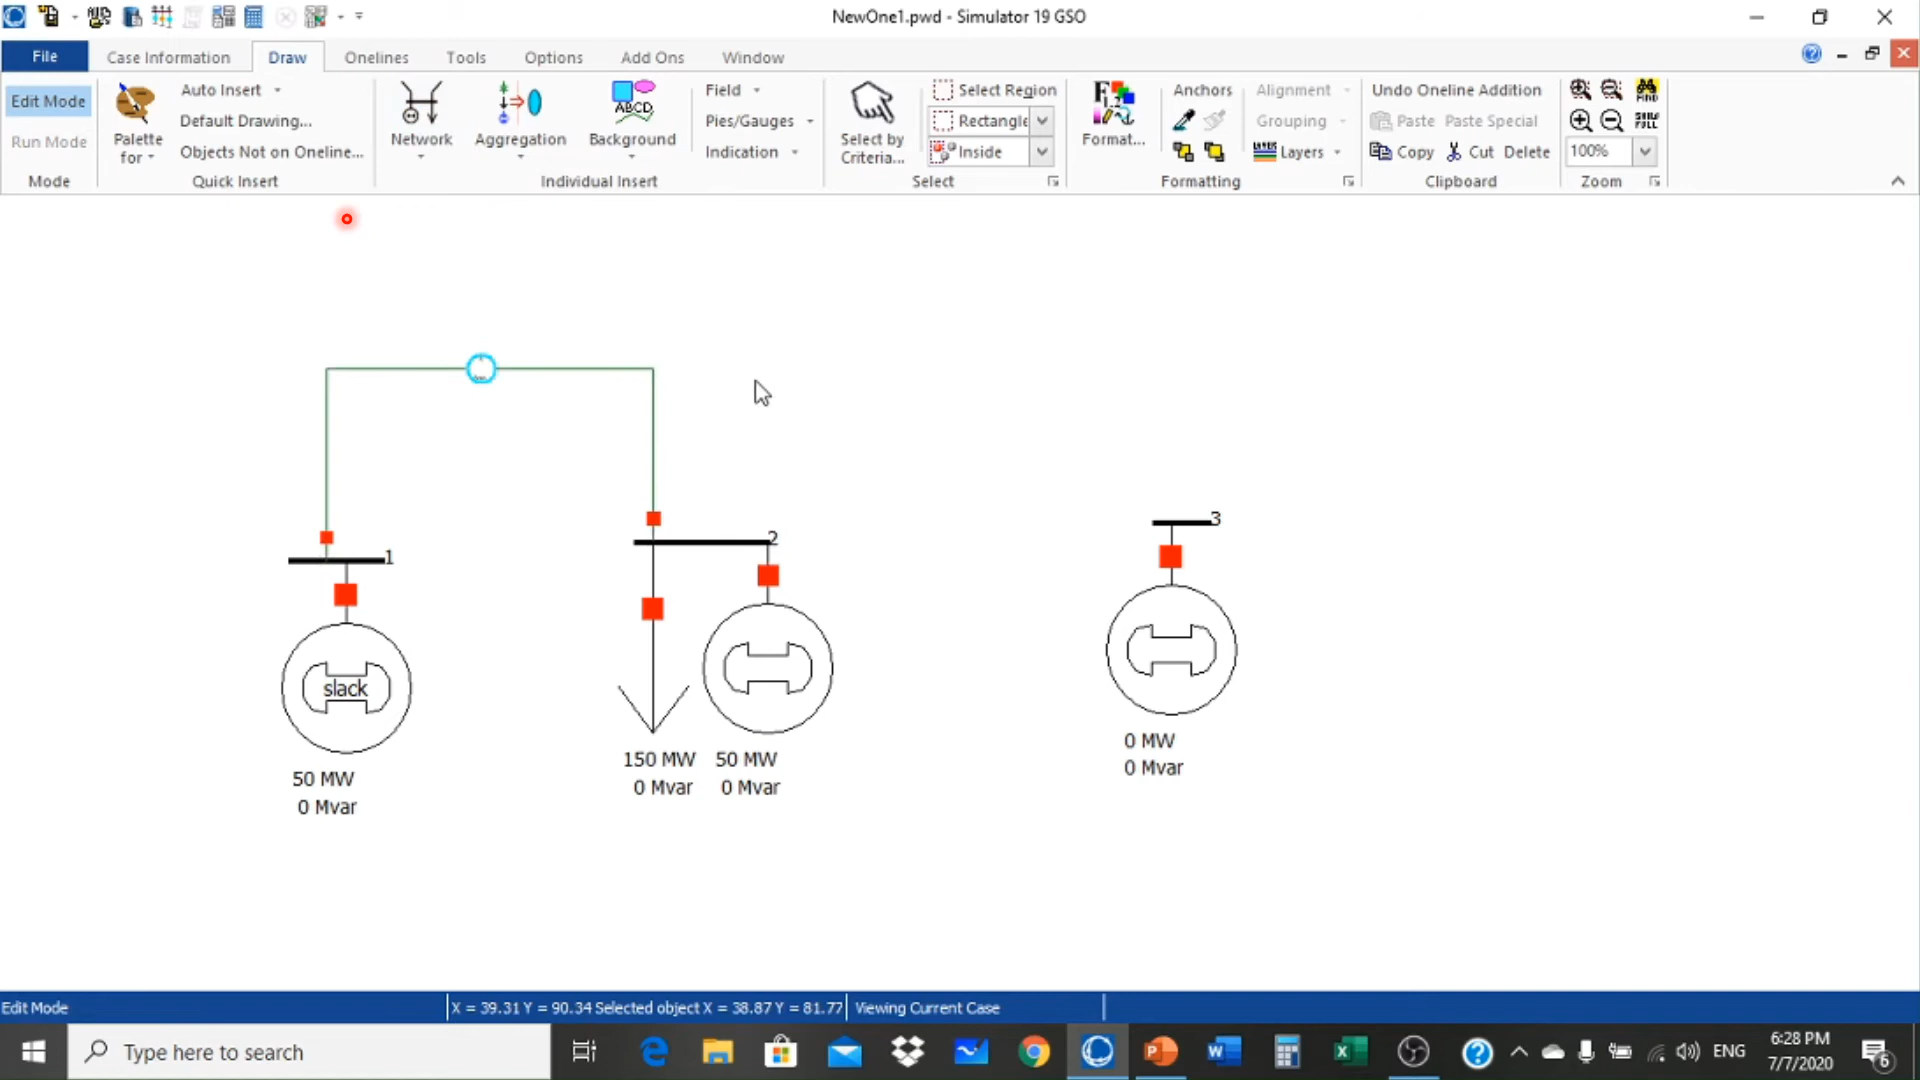 NewOne1.pwd - Simulator 19 GSO
File Case Information Draw Onelines Tools Options Add Ons Window
Edit Mode
Run Mode
Mode
Palette for
Auto Insert
Default Drawing...
Objects Not on Oneline...
Quick Insert
Network
Aggregation
ABCD
Background
Field
Pies/Gauges
Indication
Individual Insert
Select by Criteria...
Select Region
Rectangle
Inside
Select
Format...
Anchors
Alignment
Grouping
Layers
Formatting
Undo Oneline Addition
Paste Paste Special
Copy Cut Delete
Clipboard
100%
Zoom
1
2
3
slack
50 MW
0 Mvar
150 MW
0 Mvar
50 MW
0 Mvar
0 MW
0 Mvar
Edit Mode X = 39.31 Y = 90.34 Selected object X = 38.87 Y = 81.77 Viewing Current Case
Type here to search
ENG
6:28 PM
7/7/2020
6